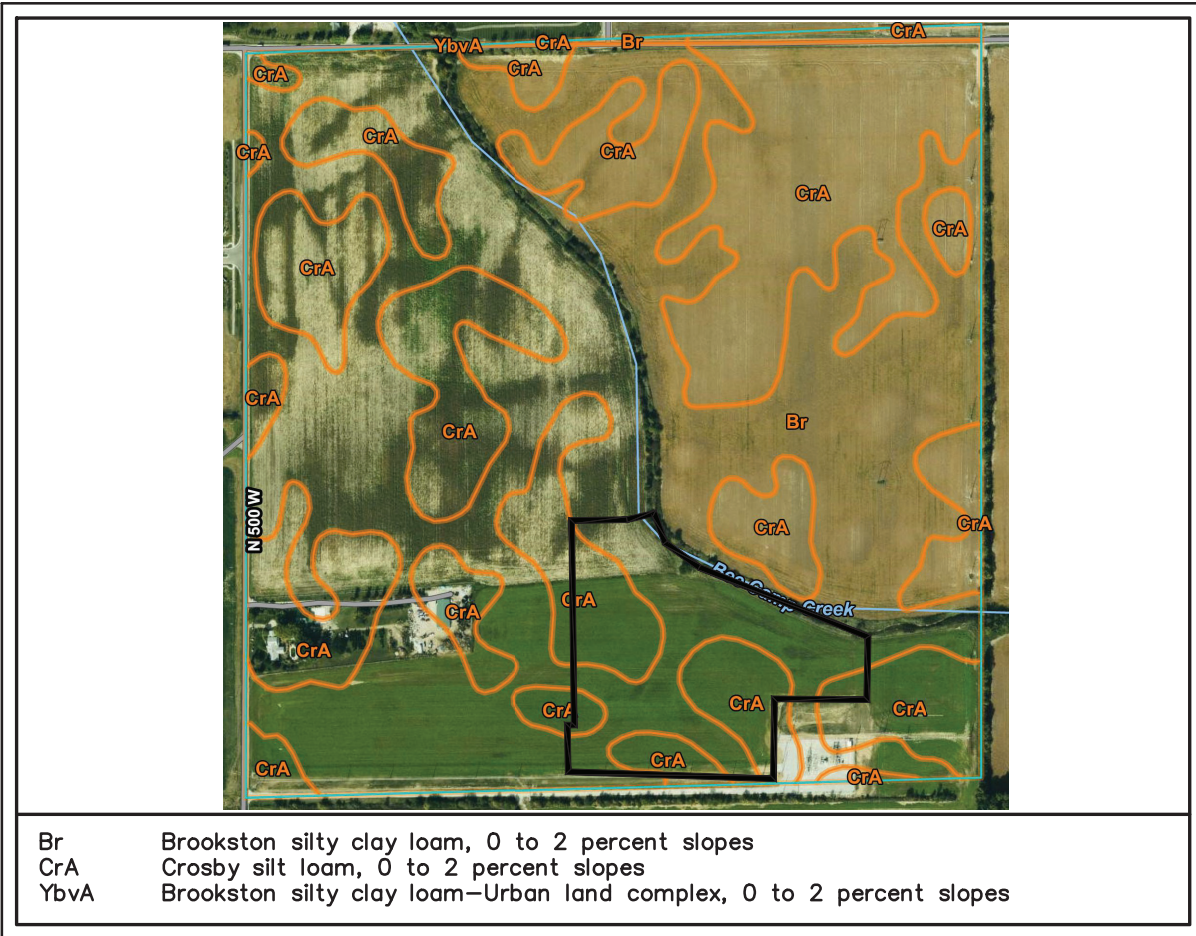 CrA
YbvA CrA Br
CrA
CrA
CrA
CrA
CrA
CrA
CrA
CrA
CrA
CrA
Br
CrA
N 500 W
CrA
CrA
Bee Camp Creek
CrA
CrA
CrA
CrA
CrA
CrA
CrA
CrA
CrA
Br Brookston silty clay loam, 0 to 2 percent slopes
CrA Crosby silt loam, 0 to 2 percent slopes
YbvA Brookston silty clay loam-Urban land complex, 0 to 2 percent slopes